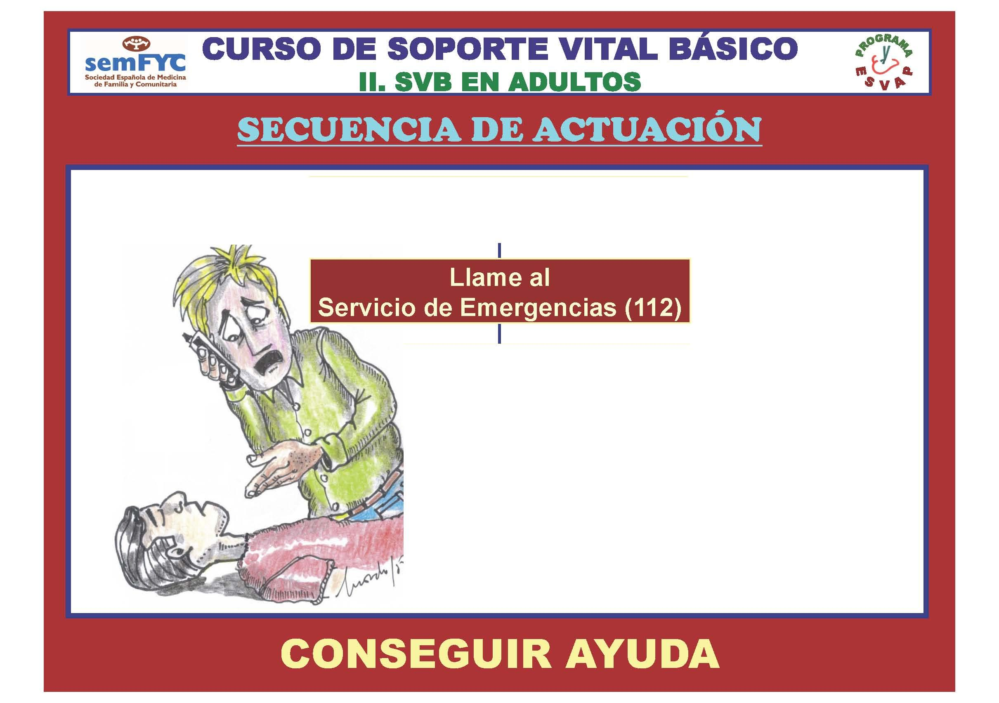 semFYC
Sociedad Española de Medicina
de Familia y Comunitaria
CURSO DE SOPORTE VITAL BÁSICO
II. SVB EN ADULTOS
PROGRAMA
ESVAP
SECUENCIA DE ACTUACIÓN
Llame al
Servicio de Emergencias (112)
CONSEGUIR AYUDA